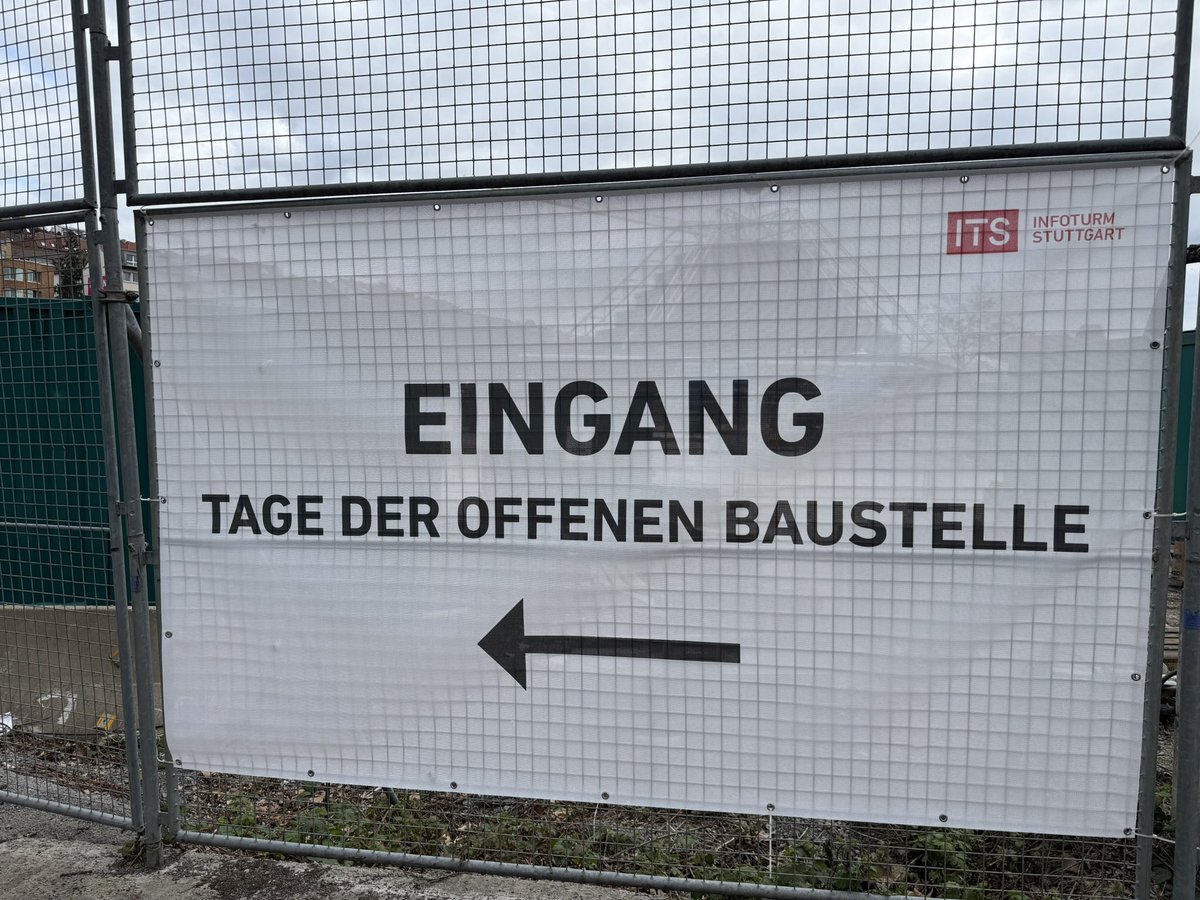 ITS
INFOTURM
STUTTGART
EINGANG
TAGE DER OFFENEN BAUSTELLE